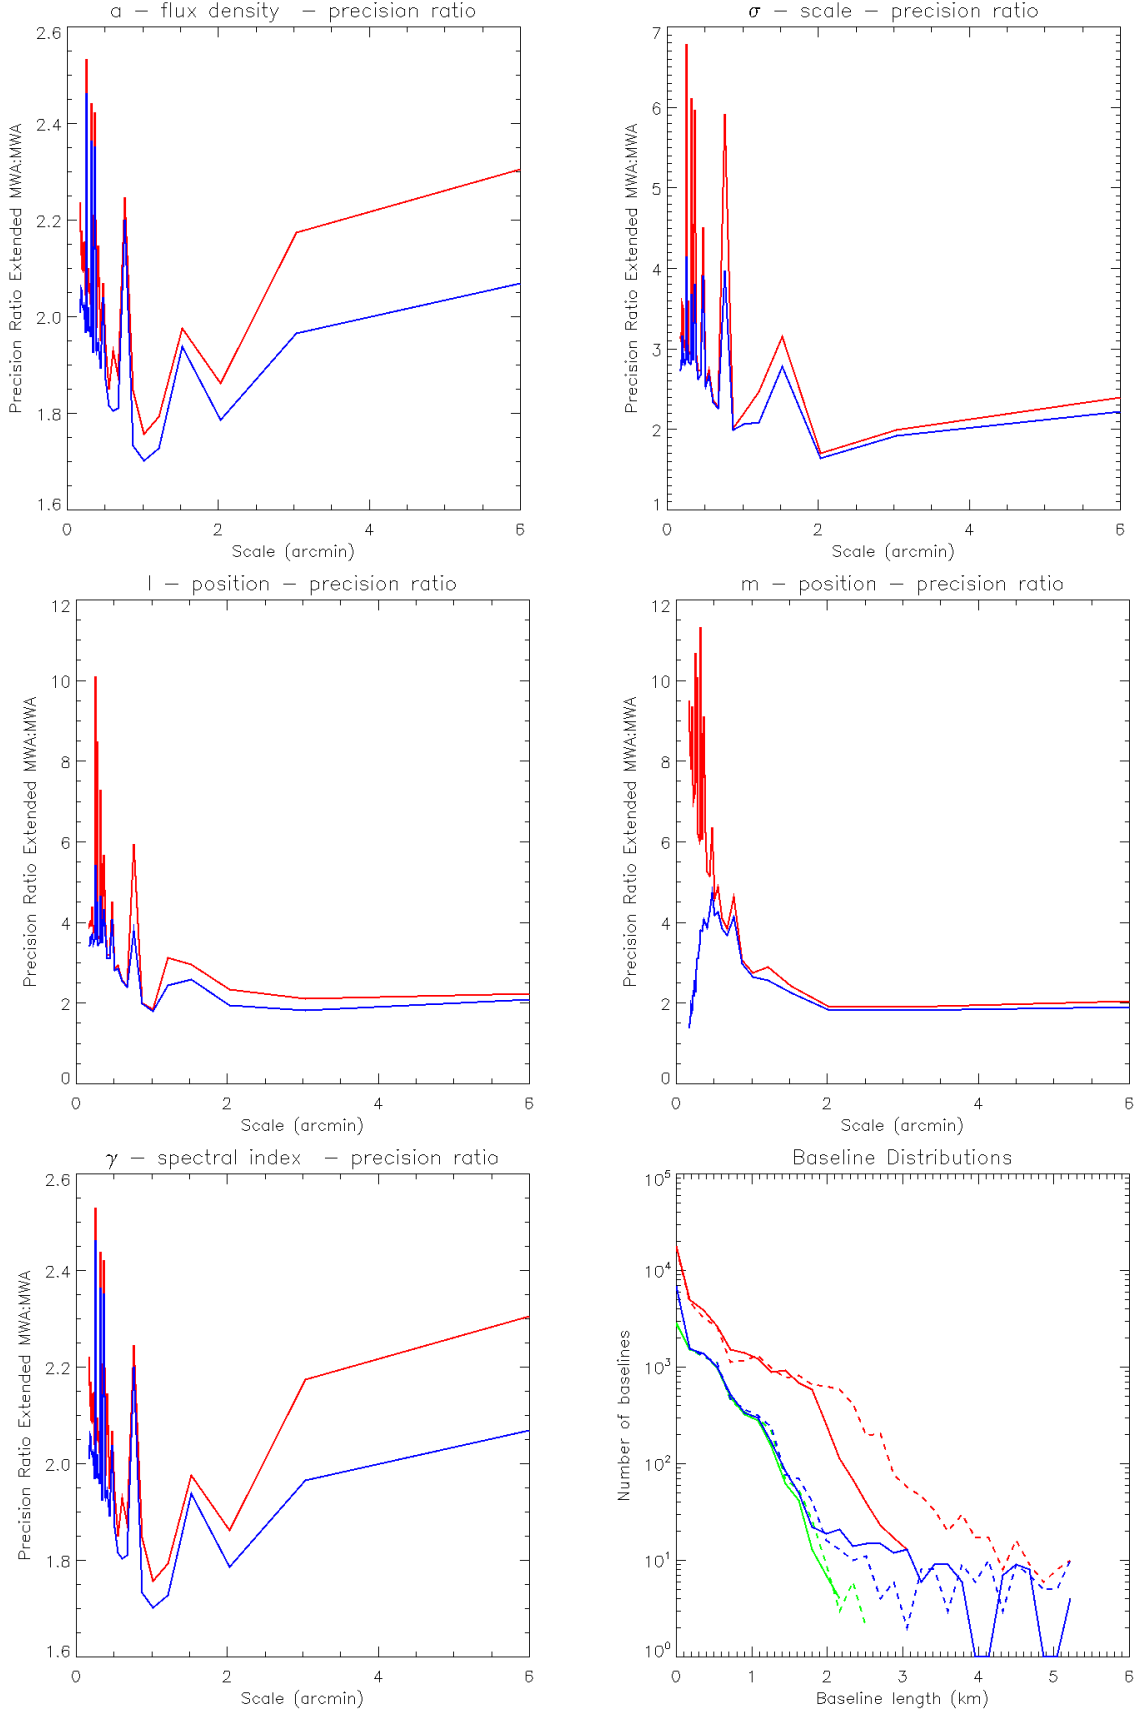 a – flux density – precision ratio
Precision Ratio Extended MWA:MWA
2.6
2.4
2.2
2.0
1.8
1.6
0 2 4 6
Scale (arcmin)
σ – scale – precision ratio
Precision Ratio Extended MWA:MWA
7
6
5
4
3
2
1
0 2 4 6
Scale (arcmin)
l – position – precision ratio
Precision Ratio Extended MWA:MWA
12
10
8
6
4
2
0
0 2 4 6
Scale (arcmin)
m – position – precision ratio
Precision Ratio Extended MWA:MWA
12
10
8
6
4
2
0
0 2 4 6
Scale (arcmin)
γ – spectral index – precision ratio
Precision Ratio Extended MWA:MWA
2.6
2.4
2.2
2.0
1.8
1.6
0 2 4 6
Scale (arcmin)
Baseline Distributions
Number of baselines
10⁵
10⁴
10³
10²
10¹
10⁰
0 1 2 3 4 5 6
Baseline length (km)